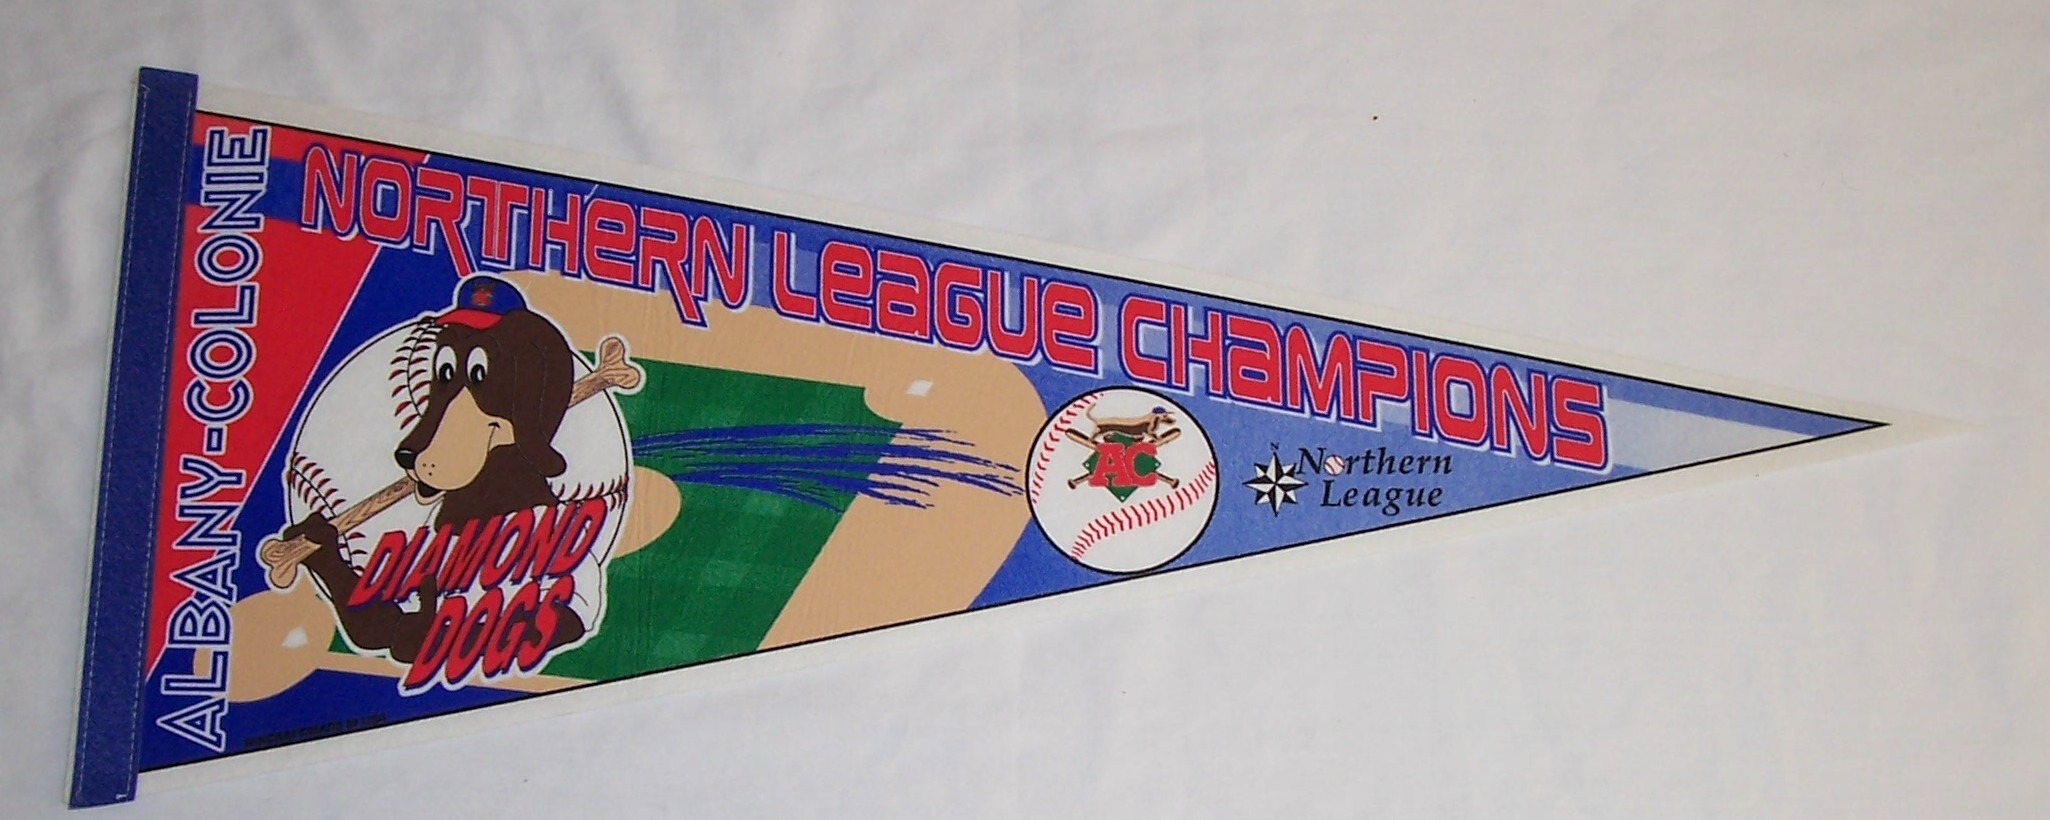 ALBANY-COLONIE
NORTHERN LEAGUE CHAMPIONS
DIAMOND
DOGS
AC
N
Northern
League